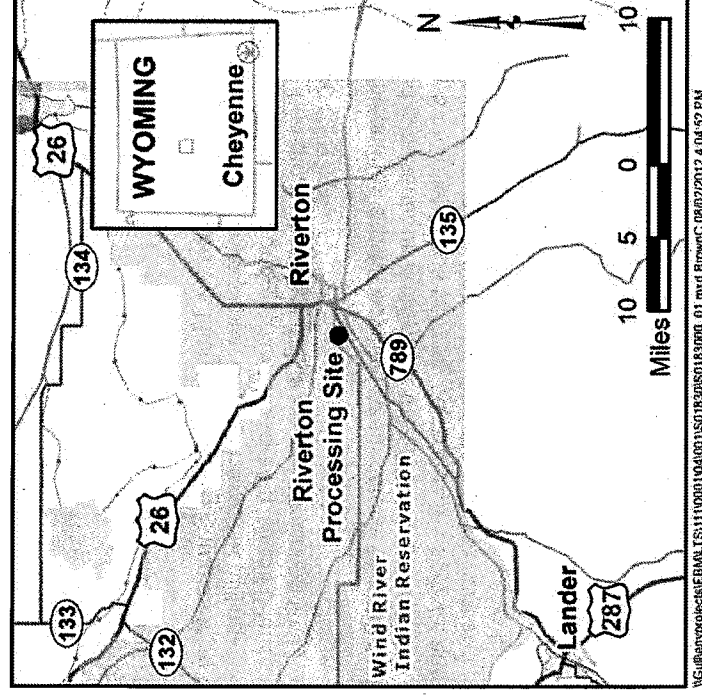 26
134
WYOMING
Cheyenne
N
133
26
132
Riverton
Riverton
Processing Site
135
789
Wind River
Indian Reservation
Lander
287
10 5 0 10
Miles